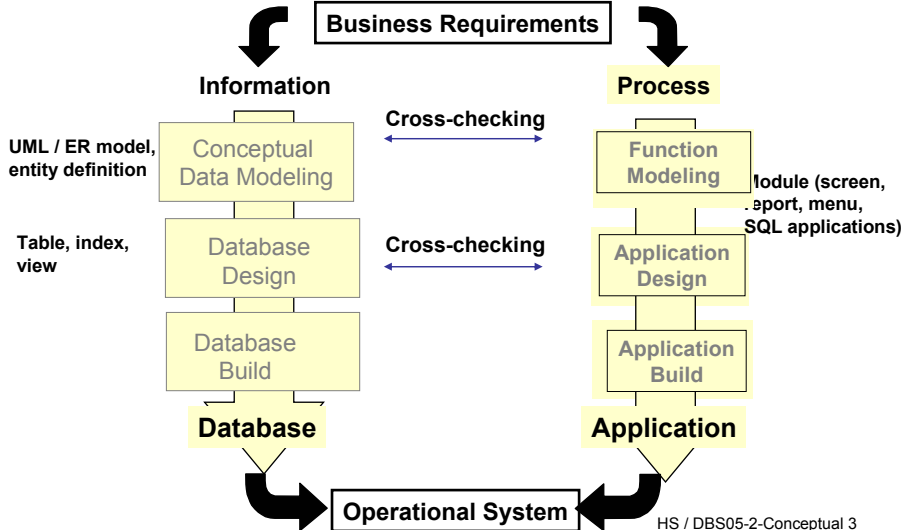 Business Requirements
Information
Process
Cross-checking
UML / ER model,
entity definition
Conceptual
Data Modeling
Function
Modeling
Module (screen,
report, menu,
SQL applications)
Table, index,
view
Database
Design
Cross-checking
Application
Design
Database
Build
Application
Build
Database
Application
Operational System
HS / DBS05-2-Conceptual 3